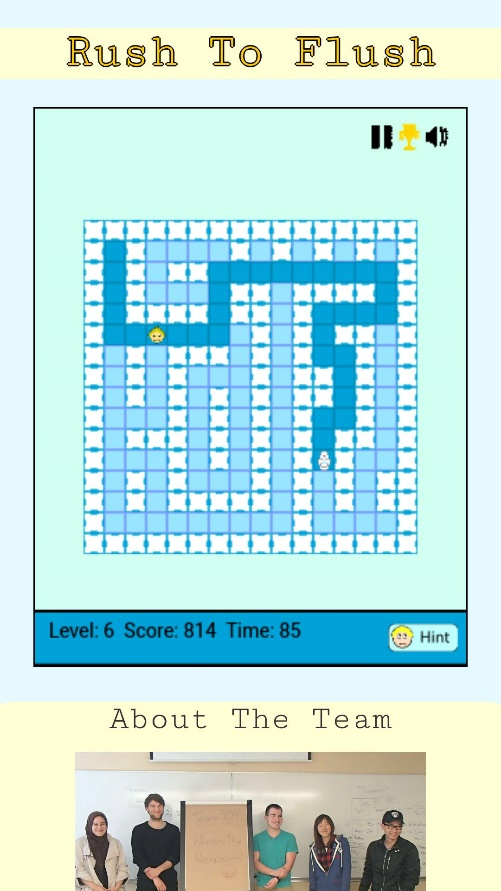 Rush To Flush
Level: 6 Score: 814 Time: 85
Hint
About The Team